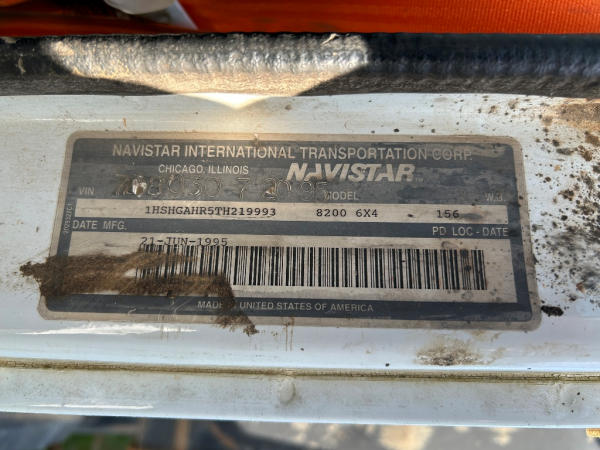 NAVISTAR INTERNATIONAL TRANSPORTATION CORP.
CHICAGO, ILLINOIS NAVISTAR
VIN MODEL W.B.
1HSHGAHR5TH219993 8200 6X4 156
DATE MFG. PD LOC - DATE
21-JUN-1995
MADE UNITED STATES OF AMERICA